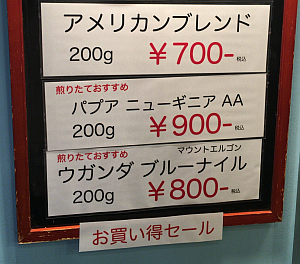 アメリカンブレンド
200g ¥700-税込
煎りたておすすめ
パプア ニューギニア AA
200g ¥900-税込
煎りたておすすめ マウントエルゴン
ウガンダ ブルーナイル
200g ¥800-税込
お買い得セール